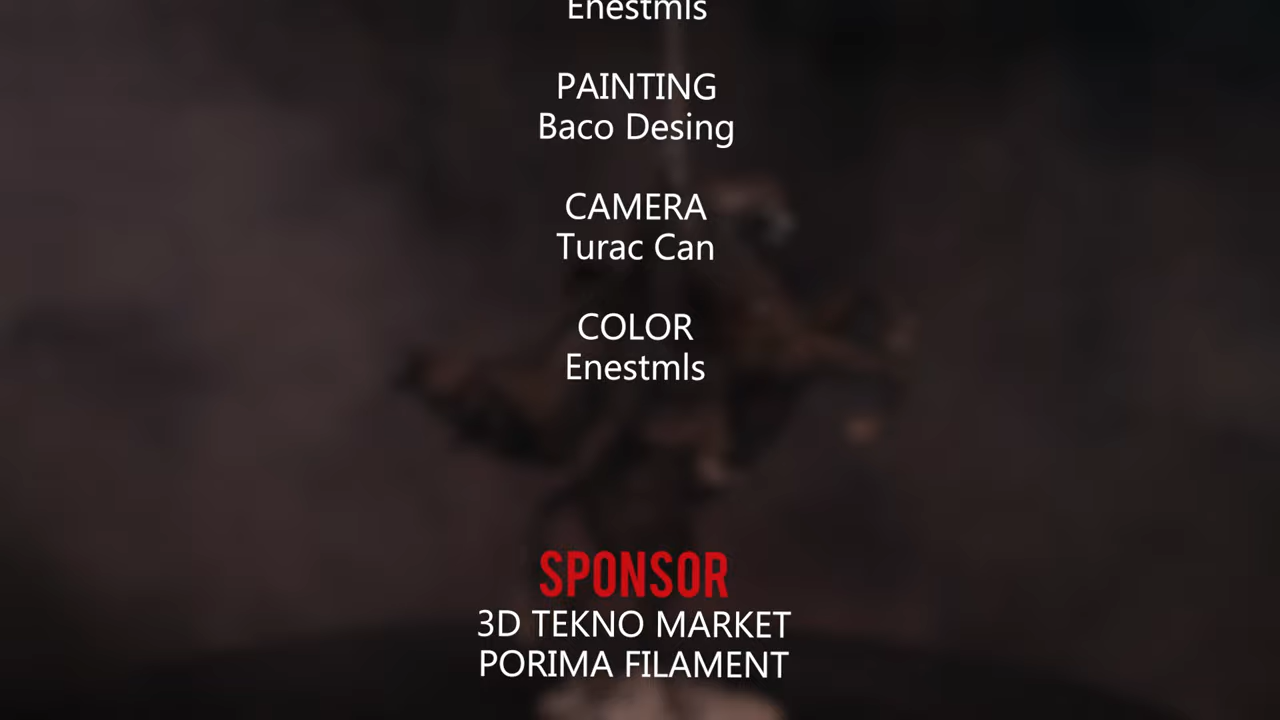 Enestmls
PAINTING
Baco Desing
CAMERA
Turac Can
COLOR
Enestmls
SPONSOR
3D TEKNO MARKET
PORIMA FILAMENT